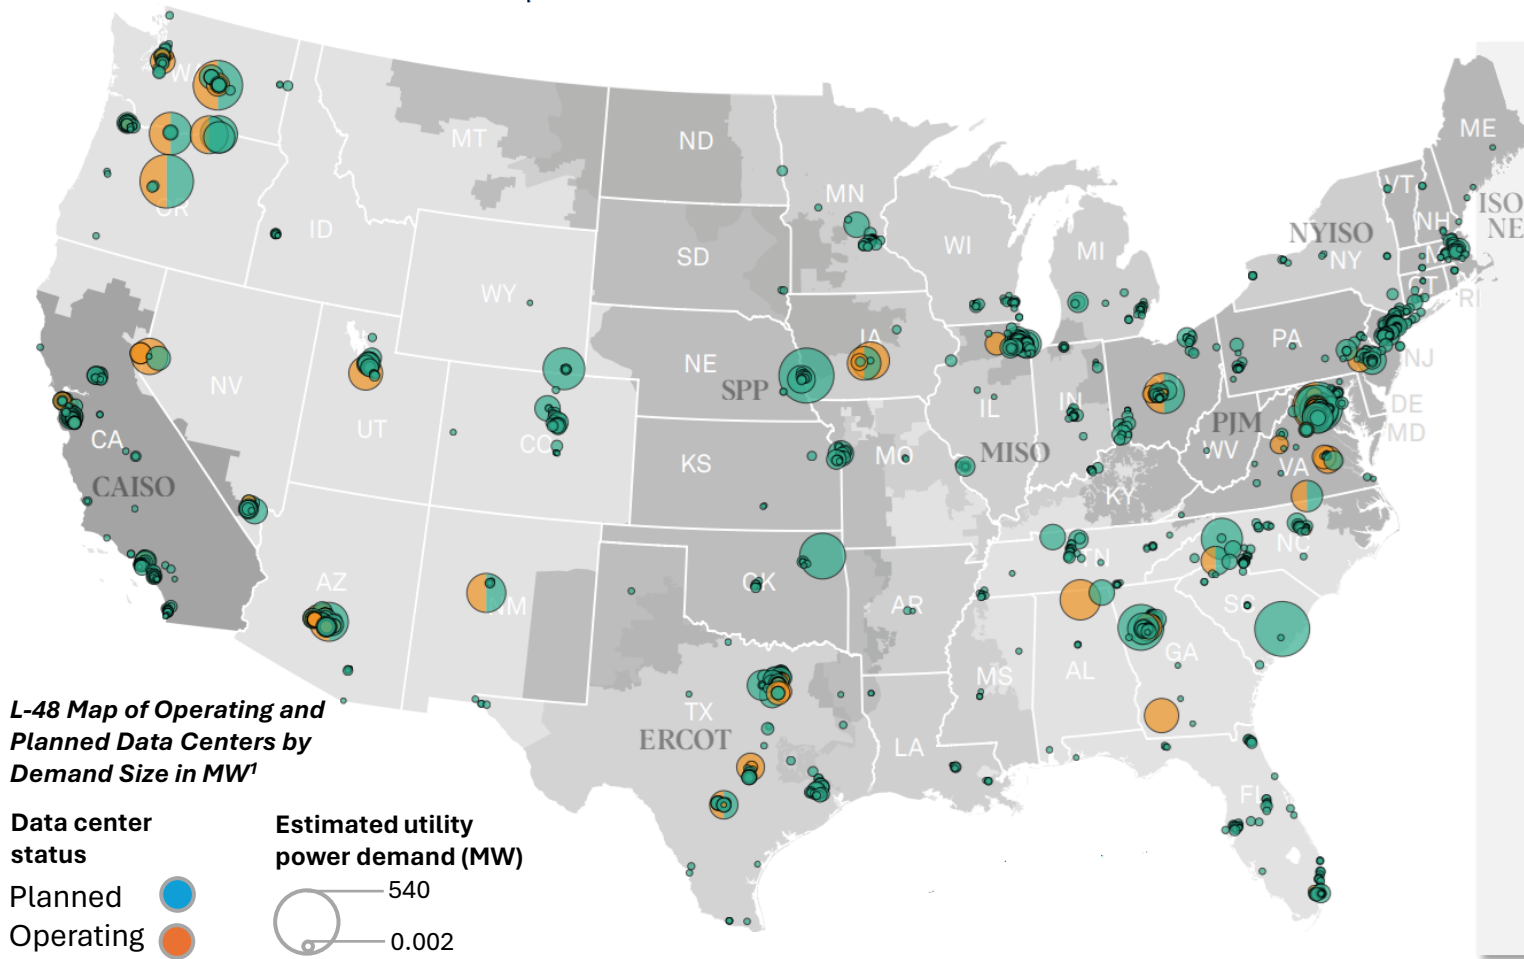 WA
MT
ND
MN
ME
VT
ISO
NE
NH
NYISO
NY
OR
ID
SD
WI
MI
M
CT
RI
WY
IA
PA
NE
NJ
SPP
NV
UT
CO
IL
IN
PJM
DE
MD
CA
KS
MO
MISO
WV
VA
CAISO
KY
AZ
NM
OK
TN
NC
AR
SC
MS
AL
GA
TX
ERCOT
LA
FL
L-48 Map of Operating and
Planned Data Centers by
Demand Size in MW¹
Data center
status
Planned
Operating
Estimated utility
power demand (MW)
540
0.002